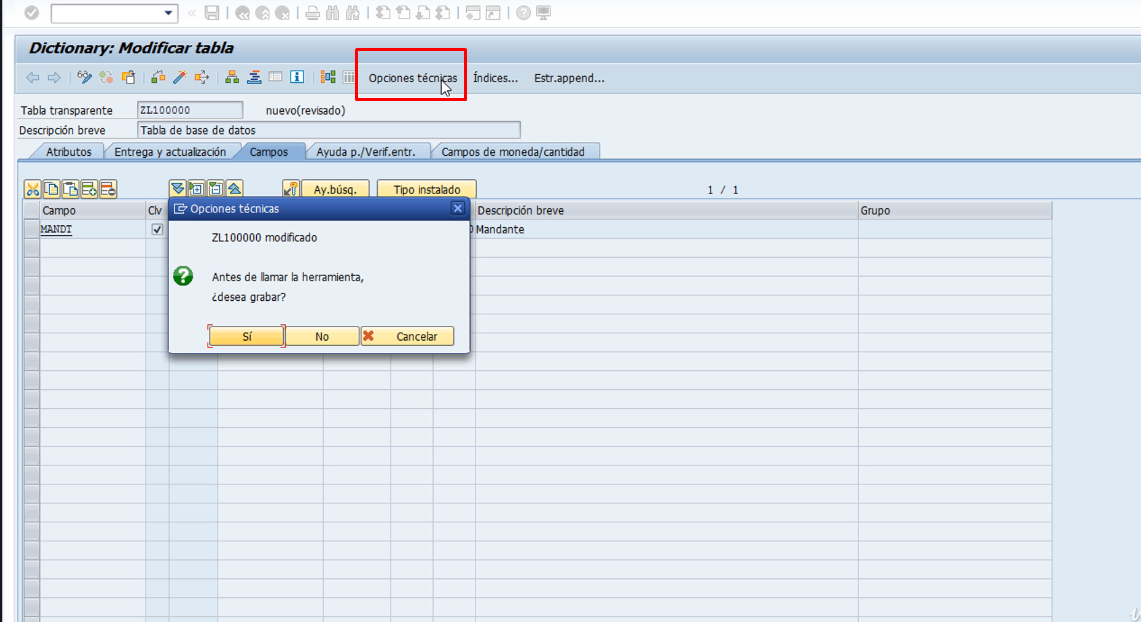 Dictionary: Modificar tabla
Opciones técnicas Índices... Estr.append...
Tabla transparente ZL100000 nuevo(revisado)
Descripción breve Tabla de base de datos
Atributos Entrega y actualización Campos Ayuda p./Verif.entr. Campos de moneda/cantidad
Ay.búsq. Tipo instalado 1 / 1
Campo Clv Descripción breve Grupo
MANDT Mandante
Opciones técnicas
ZL100000 modificado
Antes de llamar la herramienta,
¿desea grabar?
Sí No Cancelar